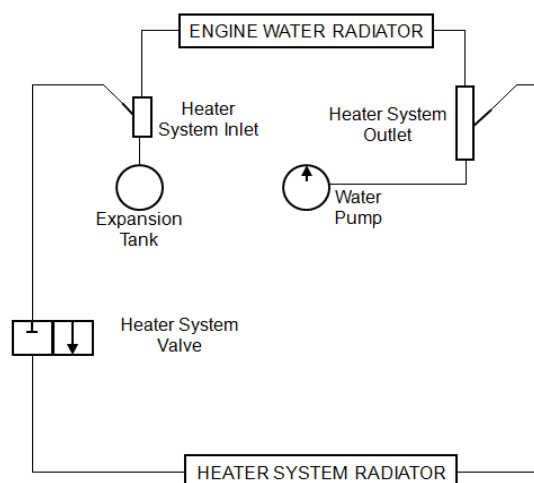 ENGINE WATER RADIATOR
Heater
System Inlet
Heater System
Outlet
Expansion
Tank
Water
Pump
Heater System
Valve
HEATER SYSTEM RADIATOR